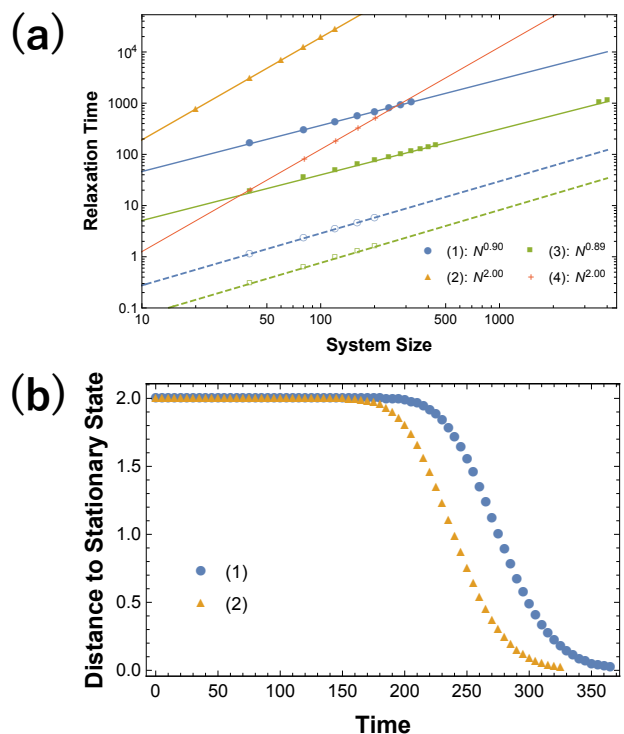 (a)
Relaxation Time
10^4
1000
100
10
1
0.1
(1): N^0.90
(3): N^0.89
(2): N^2.00
(4): N^2.00
10
50
100
500
1000
System Size
(b)
Distance to Stationary State
2.0
1.5
1.0
0.5
0.0
(1)
(2)
0
50
100
150
200
250
300
350
Time